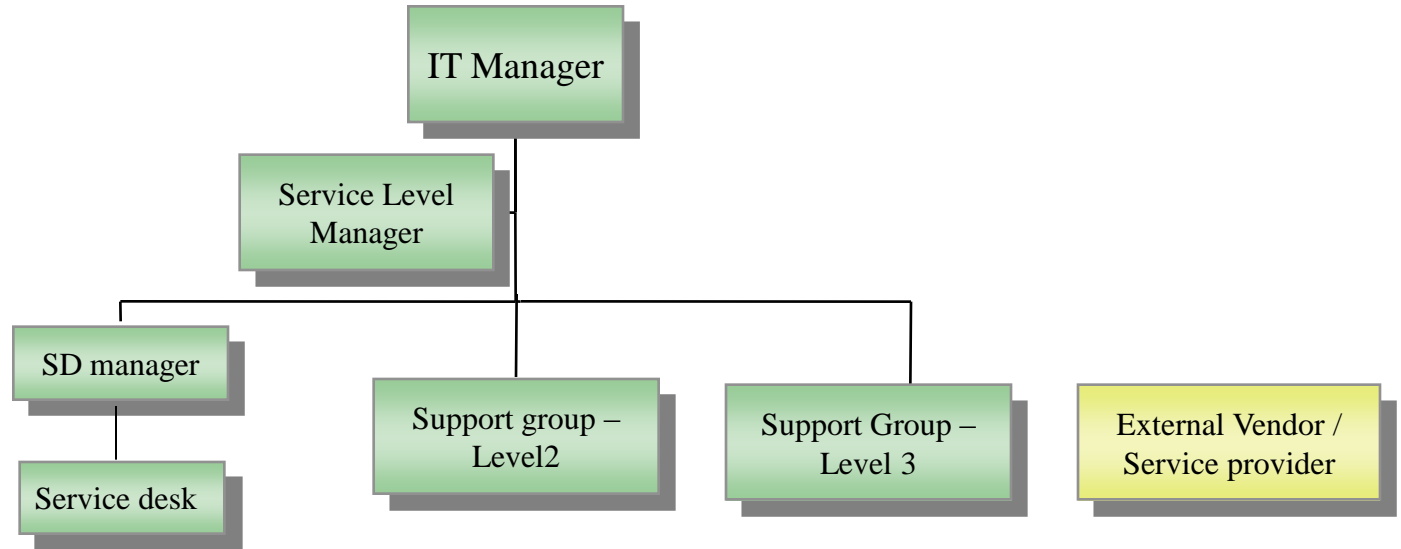 IT Manager
Service Level
Manager
SD manager
Service desk
Support group –
Level2
Support Group –
Level 3
External Vendor /
Service provider